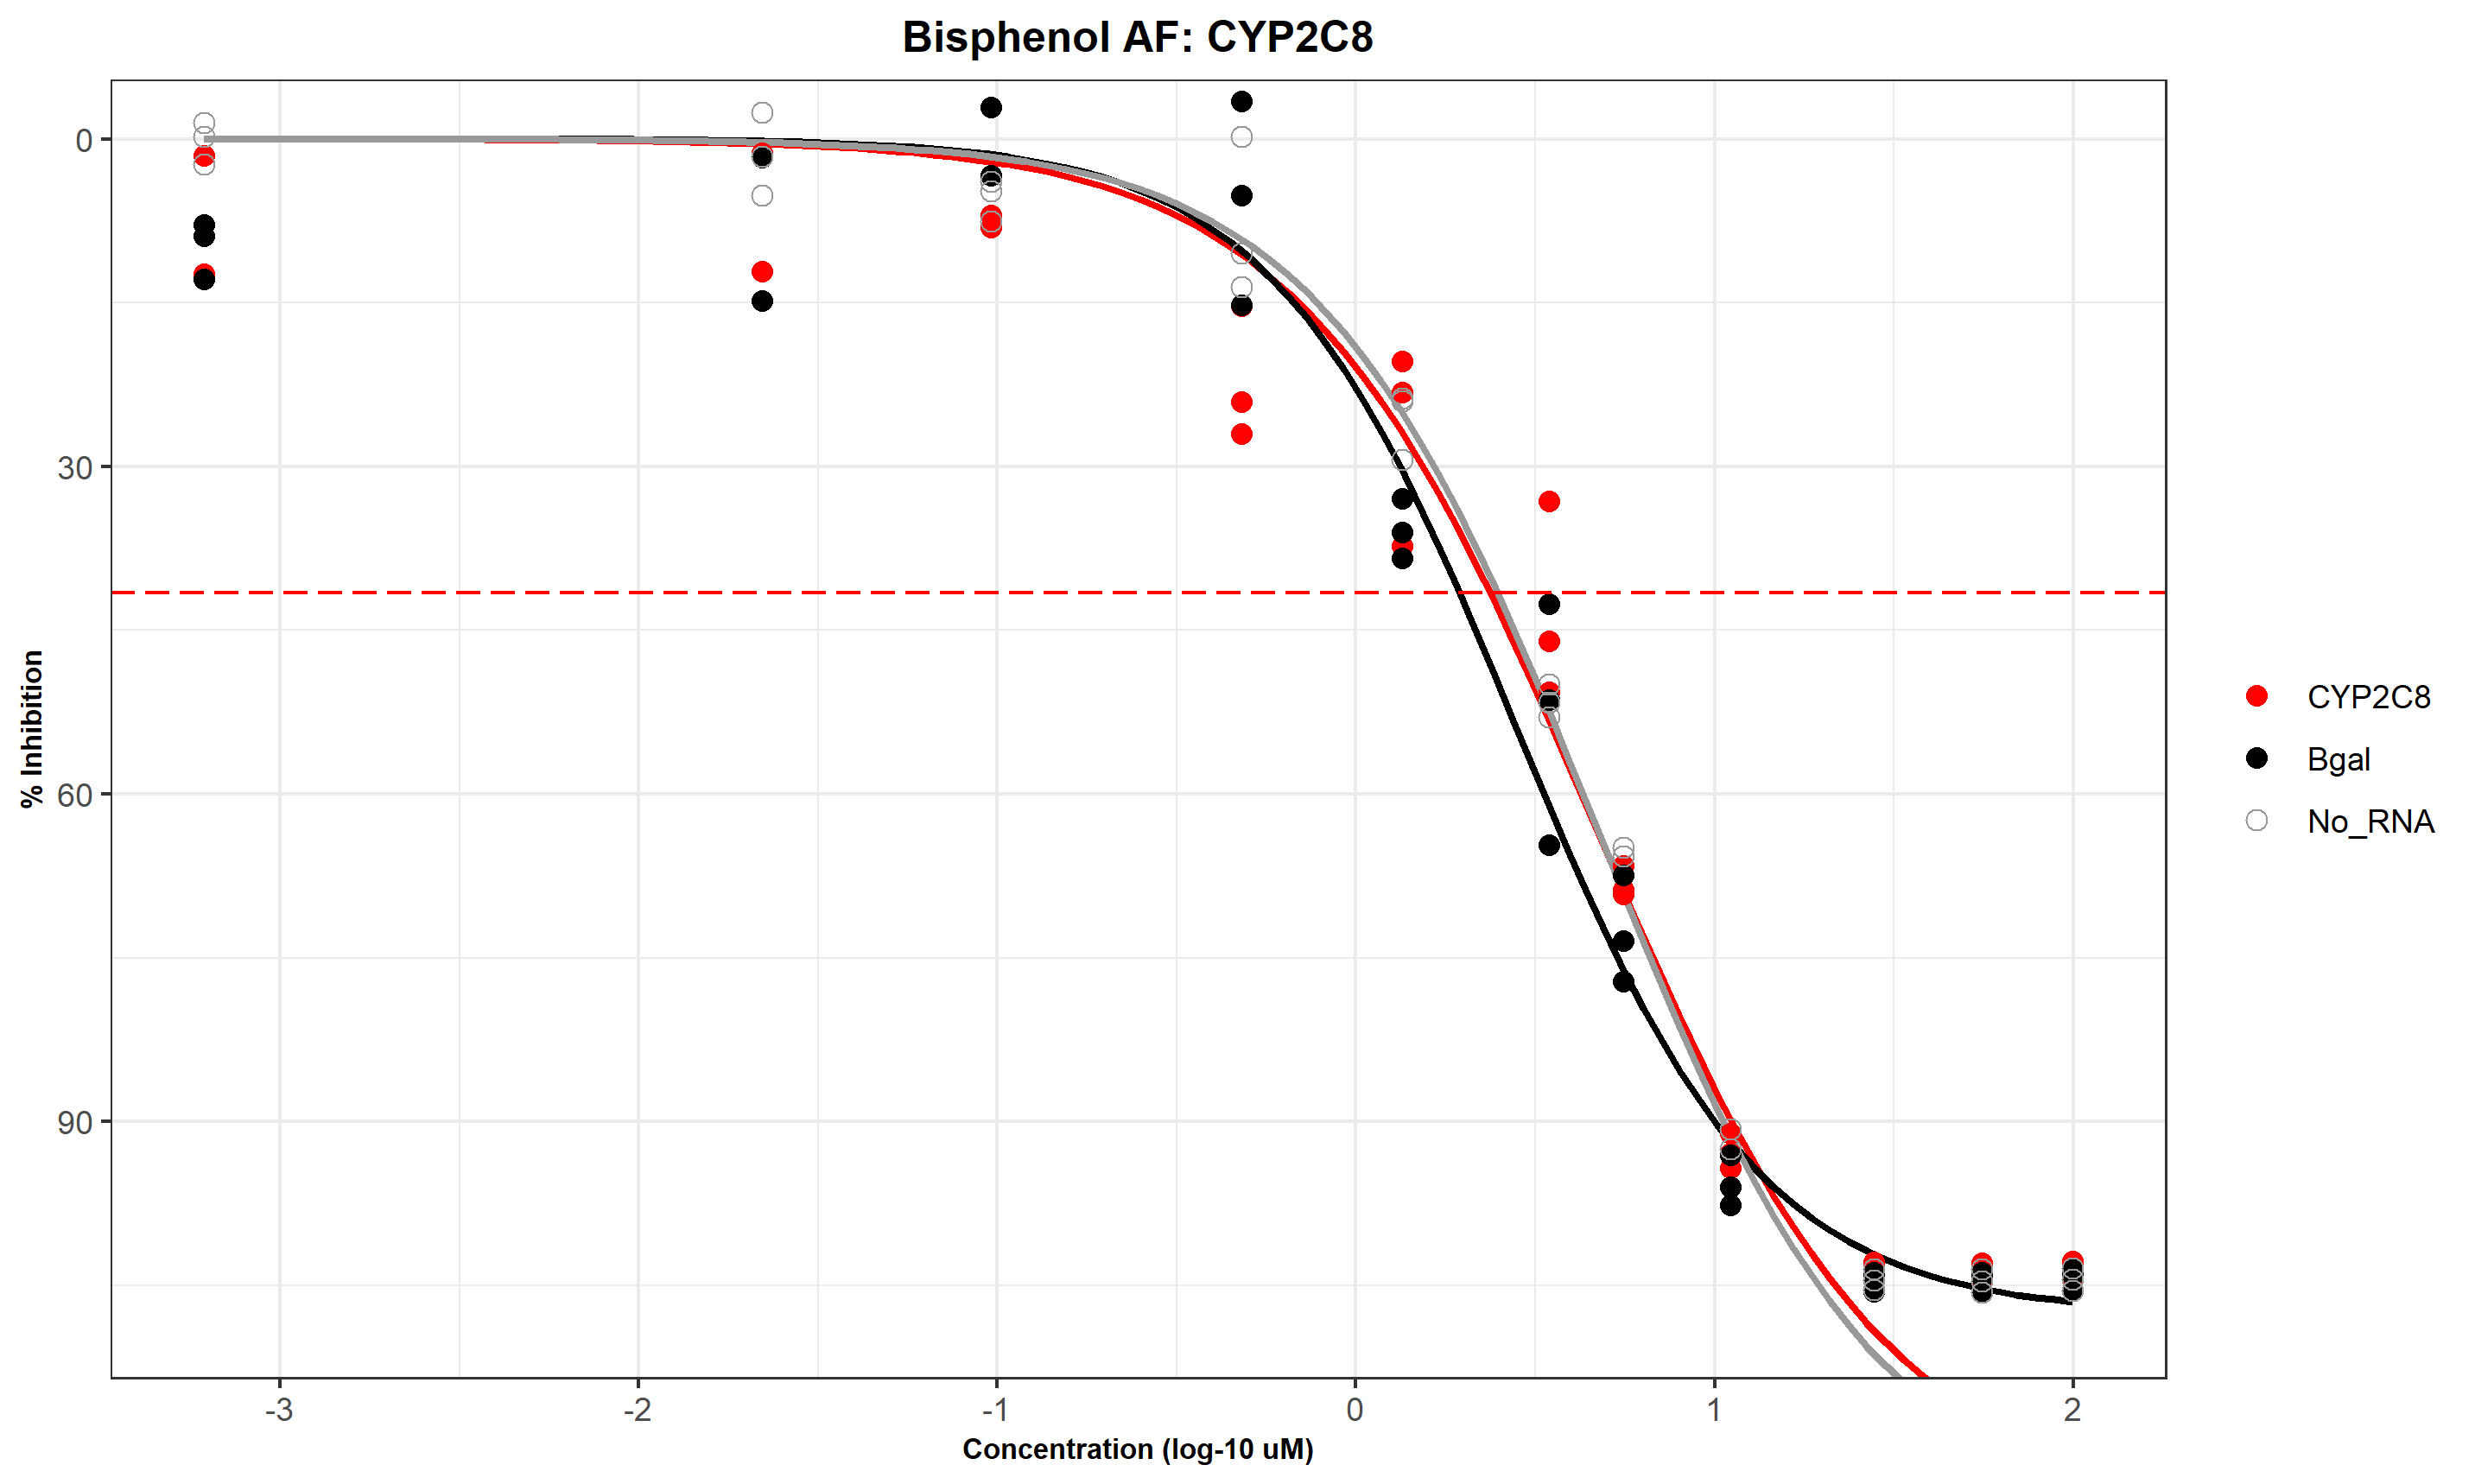 Bisphenol AF: CYP2C8
0
30
60
90
% Inhibition
-3
-2
-1
0
1
2
Concentration (log-10 uM)
CYP2C8
Bgal
No_RNA